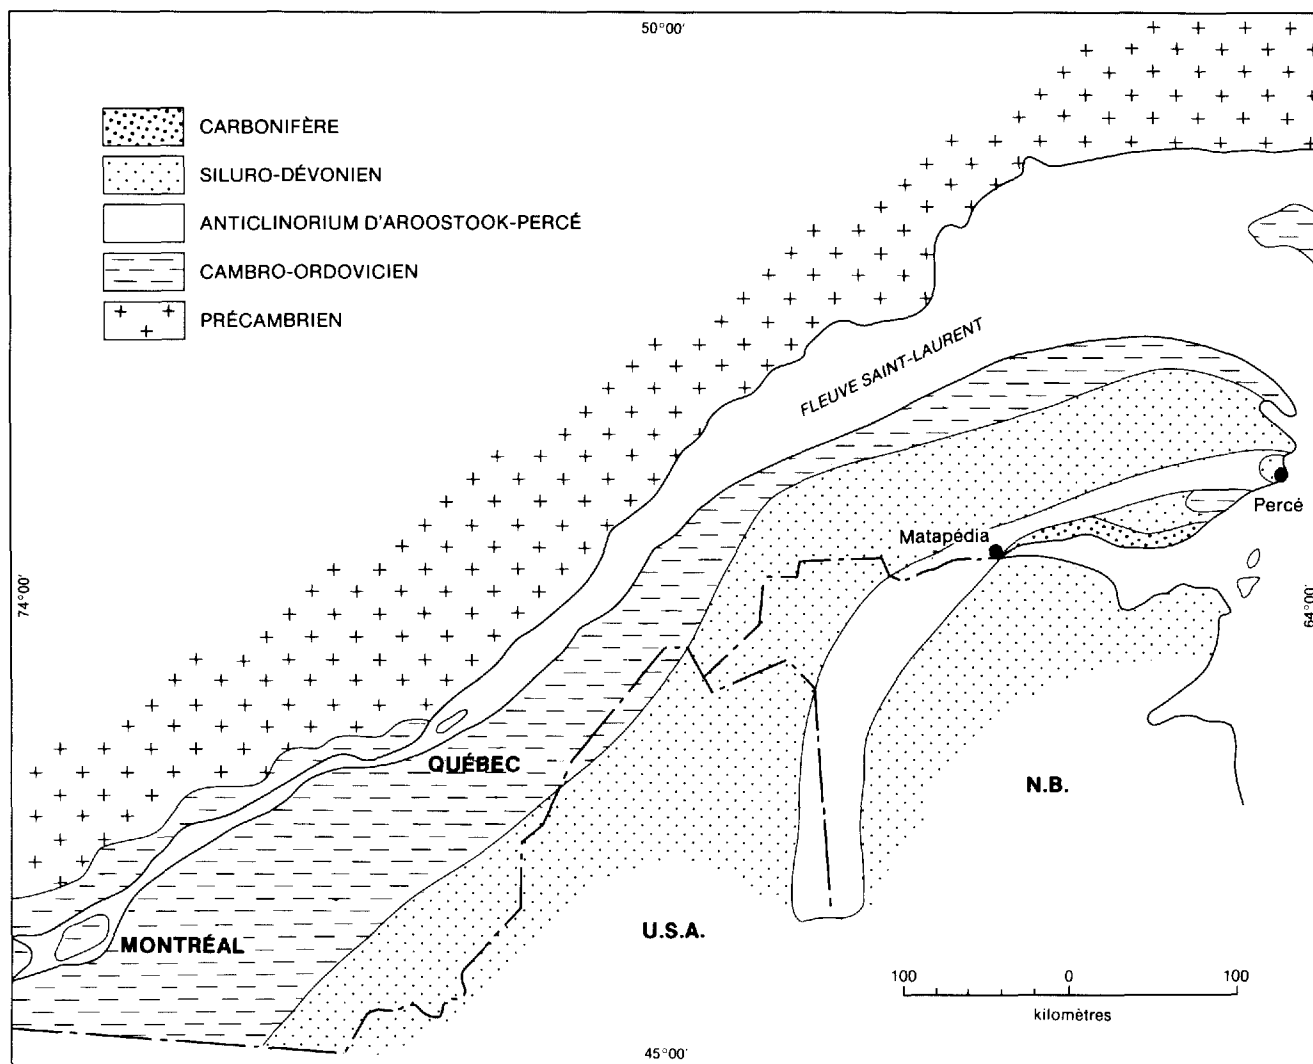 50°00'
CARBONIFÈRE
SILURO-DÉVONIEN
ANTICLINORIUM D'AROOSTOOK-PERCÉ
CAMBRO-ORDOVICIEN
PRÉCAMBRIEN
FLEUVE SAINT-LAURENT
Percé
Matapédia
74°00'
64°00'
QUÉBEC
N.B.
MONTRÉAL
U.S.A.
100 0 100
kilomètres
45°00'